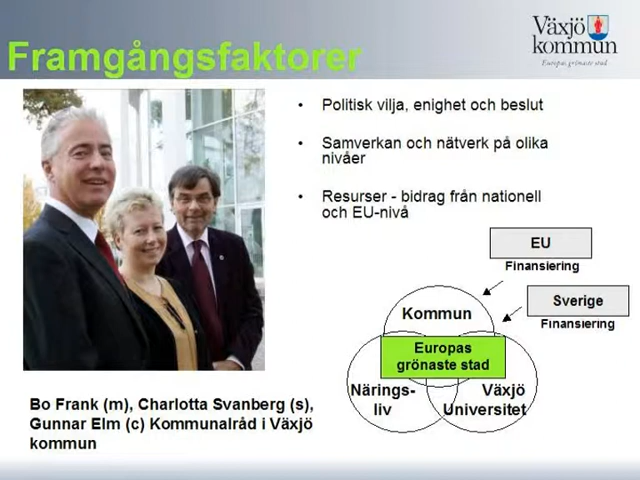 Växjö
kommun
Europas grönaste stad
Framgångsfaktorer
• Politisk vilja, enighet och beslut
• Samverkan och nätverk på olika
nivåer
• Resurser - bidrag från nationell
och EU-nivå
EU
Finansiering
Sverige
Finansiering
Kommun
Europas
grönaste stad
Närings-
liv
Växjö
Universitet
Bo Frank (m), Charlotta Svanberg (s),
Gunnar Elm (c) Kommunalråd i Växjö
kommun